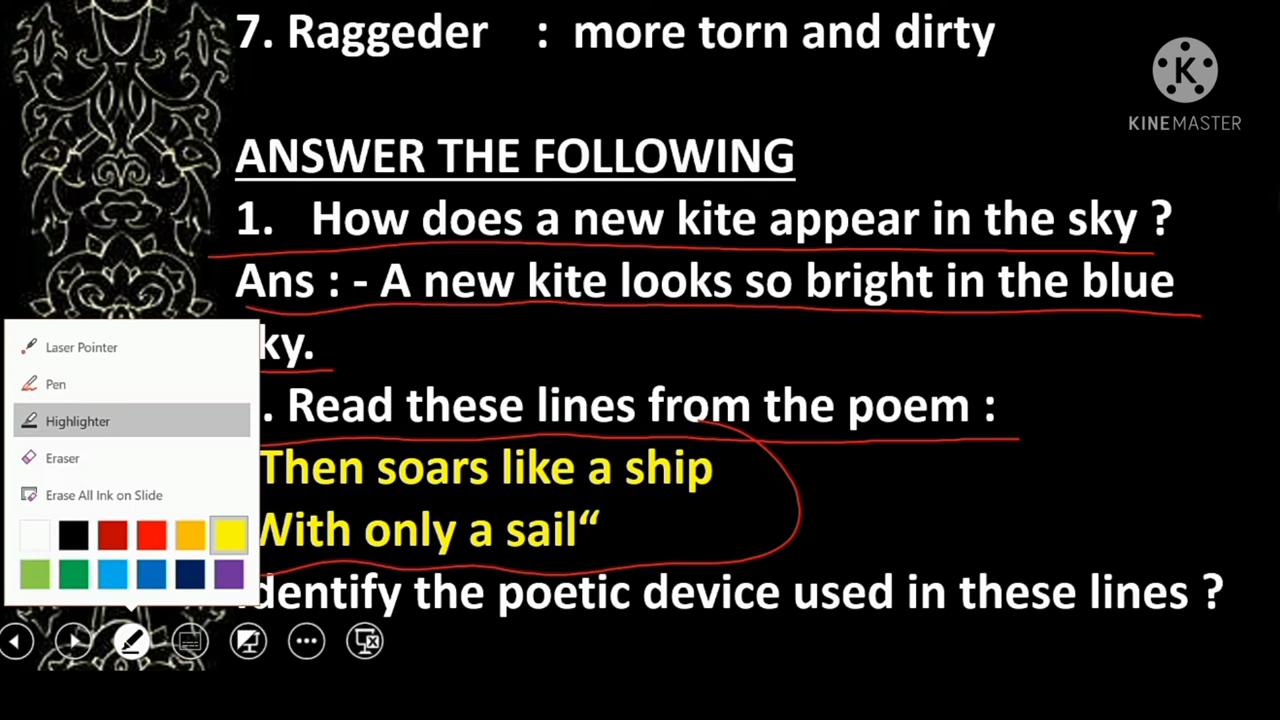 7. Raggeder : more torn and dirty
KINEMASTER
ANSWER THE FOLLOWING
1. How does a new kite appear in the sky ?
Ans : - A new kite looks so bright in the blue
ky.
. Read these lines from the poem :
Then soars like a ship
With only a sail“
Identify the poetic device used in these lines ?
Laser Pointer
Pen
Highlighter
Eraser
Erase All Ink on Slide